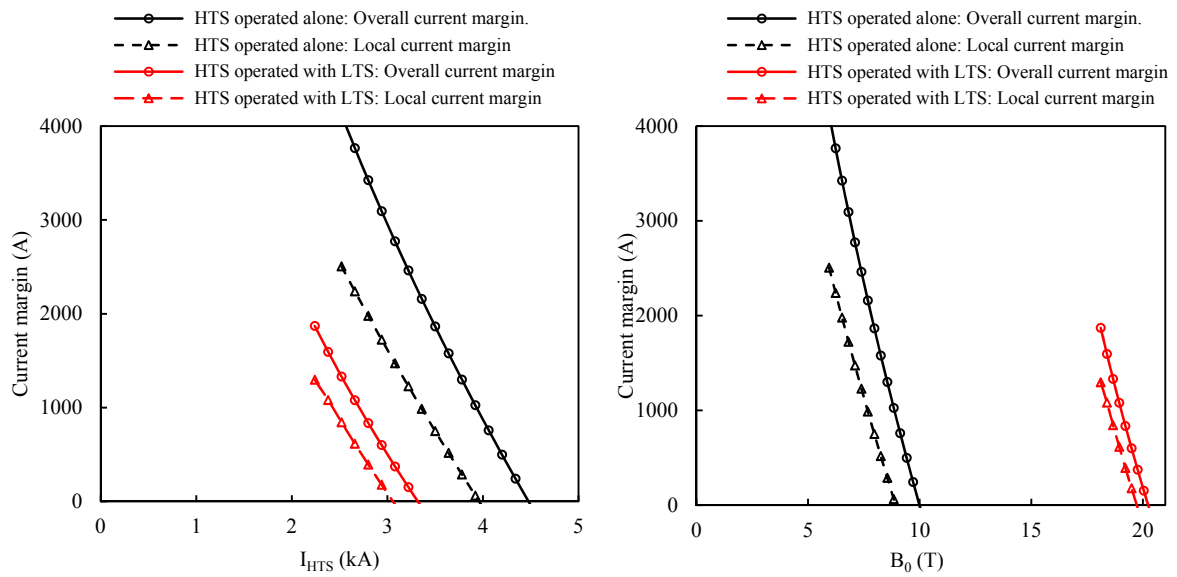 HTS operated alone: Overall current margin.
HTS operated alone: Local current margin
HTS operated with LTS: Overall current margin
HTS operated with LTS: Local current margin
4000
3000
2000
1000
0
Current margin (A)
0 1 2 3 4 5
I_HTS (kA)
HTS operated alone: Overall current margin.
HTS operated alone: Local current margin
HTS operated with LTS: Overall current margin
HTS operated with LTS: Local current margin
4000
3000
2000
1000
0
Current margin (A)
0 5 10 15 20
B_0 (T)